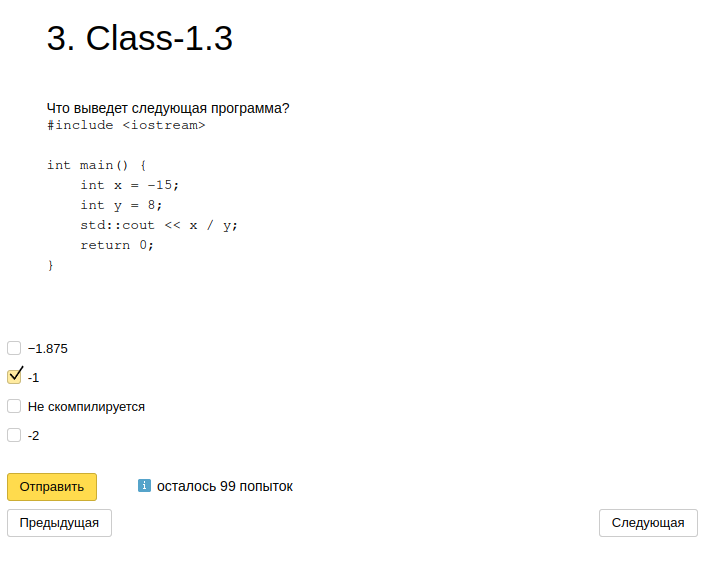 3. Class-1.3
Что выведет следующая программа?
#include <iostream>
int main() {
    int x = -15;
    int y = 8;
    std::cout << x / y;
    return 0;
}
−1.875
-1
Не скомпилируется
-2
Отправить
i осталось 99 попыток
Предыдущая
Следующая